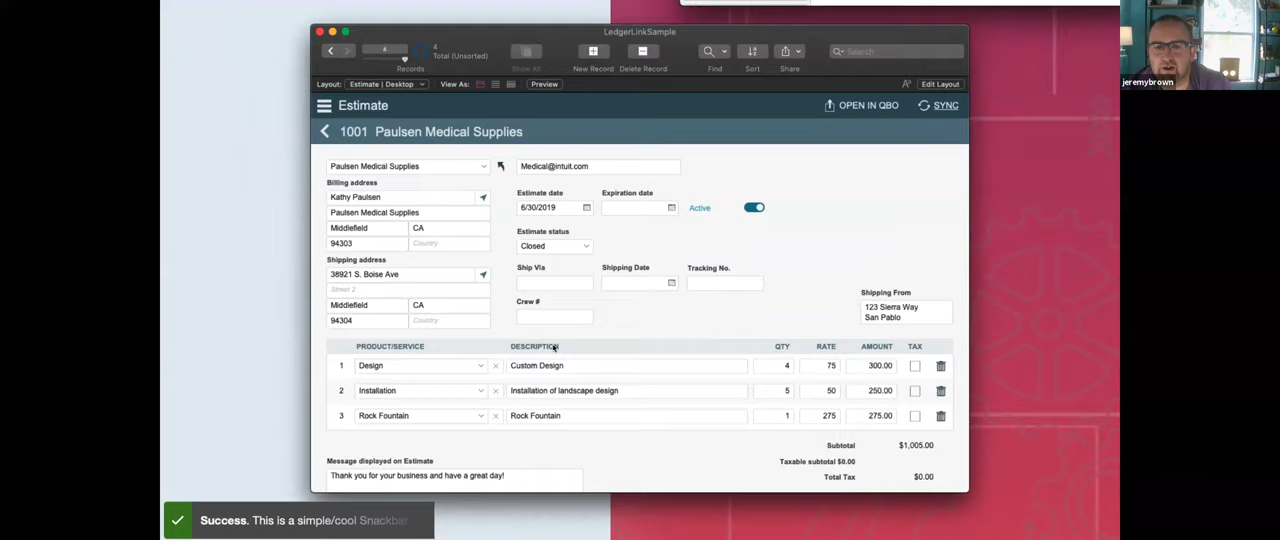 LedgerLinkSample
4
4
Total (Unsorted)
Records
Show All
New Record
Delete Record
Find
Sort
Share
Search
Layout: Estimate | Desktop
View As:
Preview
Edit Layout
Estimate
OPEN IN QBO
SYNC
1001 Paulsen Medical Supplies
Paulsen Medical Supplies
Medical@intuit.com
Billing address
Kathy Paulsen
Paulsen Medical Supplies
Middlefield CA
94303 Country
Estimate date Expiration date
6/30/2019 Active
Estimate status
Closed
Shipping address
38921 S. Boise Ave
Street 2
Middlefield CA
94304 Country
Ship Via Shipping Date Tracking No.
Crew #
Shipping From
123 Sierra Way
San Pablo
PRODUCT/SERVICE DESCRIPTION QTY RATE AMOUNT TAX
1 Design Custom Design 4 75 300.00
2 Installation Installation of landscape design 5 50 250.00
3 Rock Fountain Rock Fountain 1 275 275.00
Subtotal $1,005.00
Taxable subtotal $0.00
Total Tax $0.00
Message displayed on Estimate
Thank you for your business and have a great day!
Success. This is a simple/cool Snackbar
jeremybrown